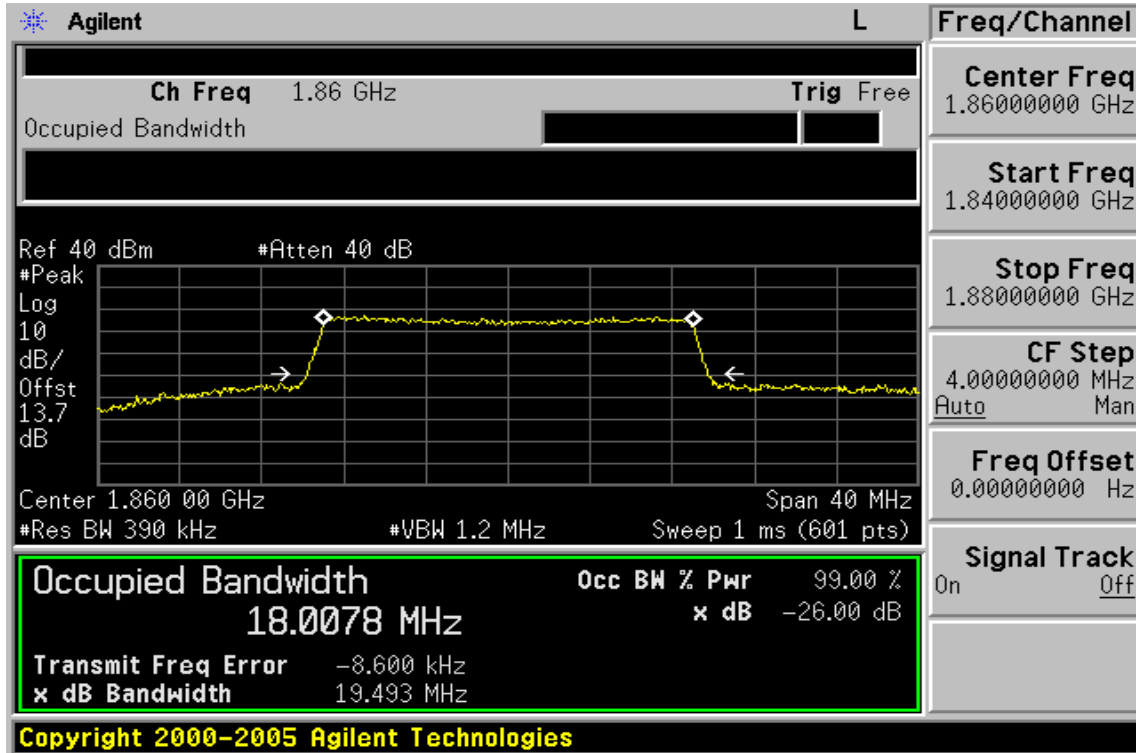 Agilent L
Freq/Channel
Ch Freq 1.86 GHz Trig Free
Occupied Bandwidth
Center Freq
1.86000000 GHz
Start Freq
1.84000000 GHz
Stop Freq
1.88000000 GHz
CF Step
4.00000000 MHz
Auto Man
Freq Offset
0.00000000 Hz
Signal Track
On Off
Ref 40 dBm #Atten 40 dB
#Peak
Log
10
dB/
Offst
13.7
dB
Center 1.860 00 GHz Span 40 MHz
#Res BW 390 kHz #VBW 1.2 MHz Sweep 1 ms (601 pts)
Occupied Bandwidth Occ BW % Pwr 99.00 %
18.0078 MHz x dB -26.00 dB
Transmit Freq Error -8.600 kHz
x dB Bandwidth 19.493 MHz
Copyright 2000-2005 Agilent Technologies